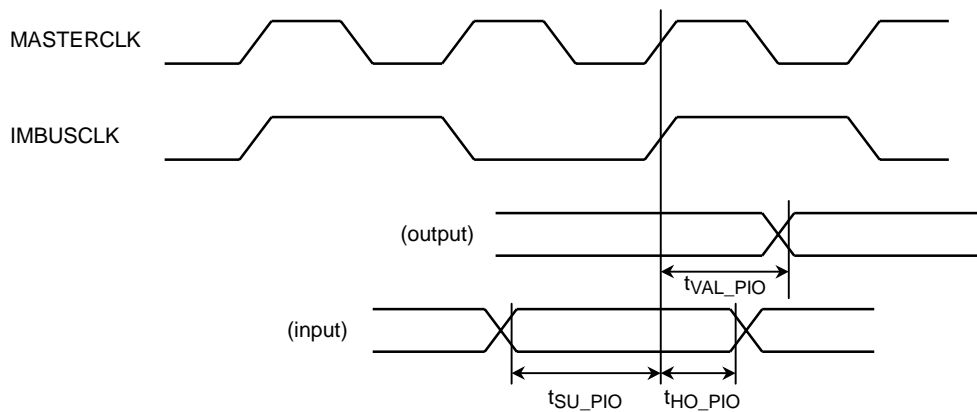 MASTERCLK
IMBUSCLK
(output)
tVAL_PIO
(input)
tSU_PIO
tHO_PIO